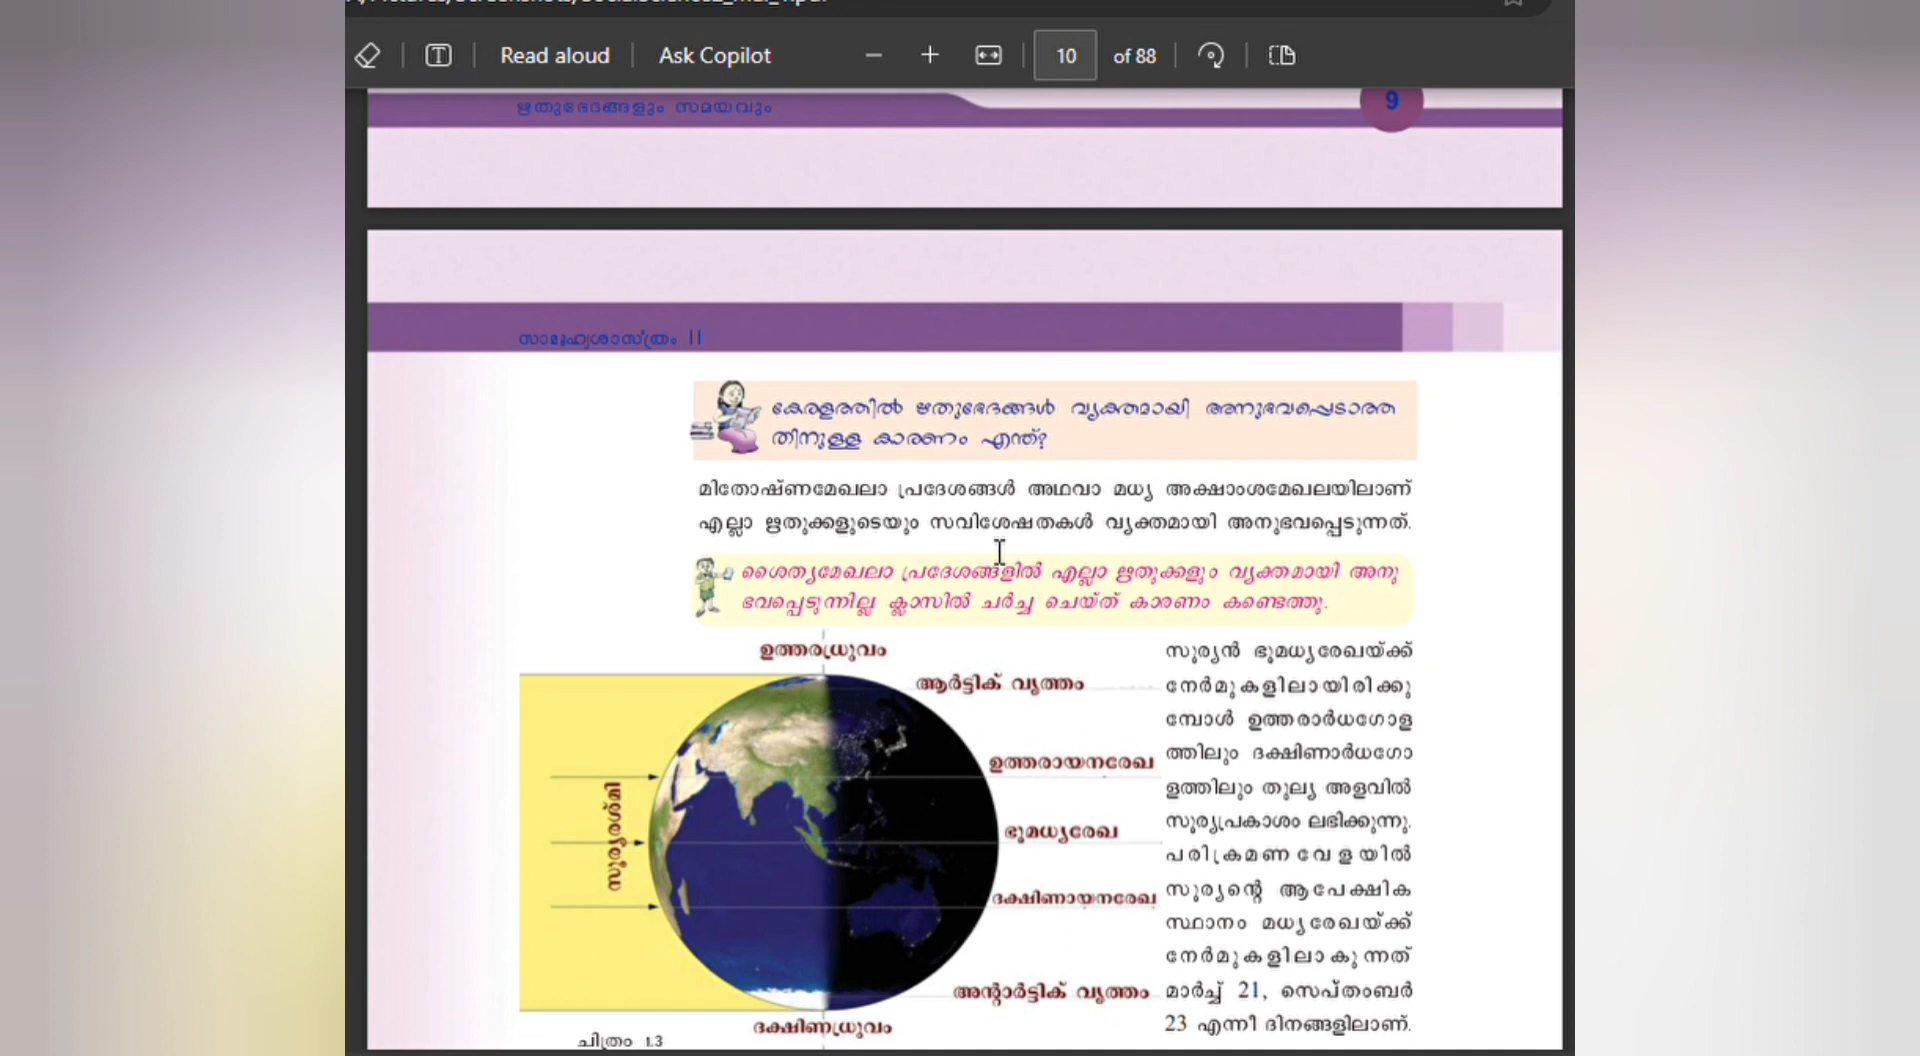 Read aloud
Ask Copilot
10 of 88
ഋതുഭേദങ്ങളും സമയവും
9
സാമൂഹ്യശാസ്ത്രം II
കേരളത്തിൽ ഋതുഭേദങ്ങൾ വ്യക്തമായി അനുഭവപ്പെടാത്ത
തിനുള്ള കാരണം എന്ത്?
മിതോഷ്ണമേഖലാ പ്രദേശങ്ങൾ അഥവാ മധ്യ അക്ഷാംശമേഖലയിലാണ്
എല്ലാ ഋതുക്കളുടെയും സവിശേഷതകൾ വ്യക്തമായി അനുഭവപ്പെടുന്നത്.
ശൈത്യമേഖലാ പ്രദേശങ്ങളിൽ എല്ലാ ഋതുക്കളും വ്യക്തമായി അനു
ഭവപ്പെടുന്നില്ല ക്ലാസിൽ ചർച്ച ചെയ്ത് കാരണം കണ്ടെത്തു.
ഉത്തരധ്രുവം
ആർട്ടിക് വൃത്തം
ഉത്തരായനരേഖ
ഭൂമധ്യരേഖ
ദക്ഷിണായനരേഖ
അന്റാർട്ടിക് വൃത്തം
ദക്ഷിണധ്രുവം
സൂര്യരശ്മി
ചിത്രം 1.3
സൂര്യൻ ഭൂമധ്യരേഖയ്ക്ക്
നേർമുകളിലായിരിക്കു
മ്പോൾ ഉത്തരാർധഗോള
ത്തിലും ദക്ഷിണാർധഗോ
ളത്തിലും തുല്യ അളവിൽ
സൂര്യപ്രകാശം ലഭിക്കുന്നു.
പരിക്രമണ വേളയിൽ
സൂര്യന്റെ ആപേക്ഷിക
സ്ഥാനം മധ്യരേഖയ്ക്ക്
നേർമുകളിലാകുന്നത്
മാർച്ച് 21, സെപ്തംബർ
23 എന്നീ ദിനങ്ങളിലാണ്.